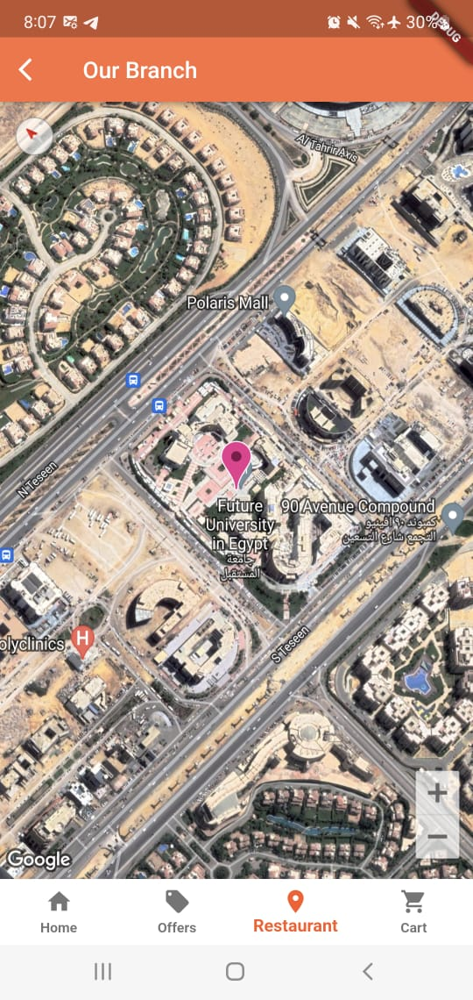 8:07
30%
DEBUG
Our Branch
Al Tahrir Axis
Polaris Mall
N Teseen
Future
University
in Egypt
جامعة
المستقبل
90 Avenue Compound
كمبوند ٩٠ افينيو
التجمع شارع التسعين
olyclinics
H
S Teseen
+
−
Google
Home
Offers
Restaurant
Cart